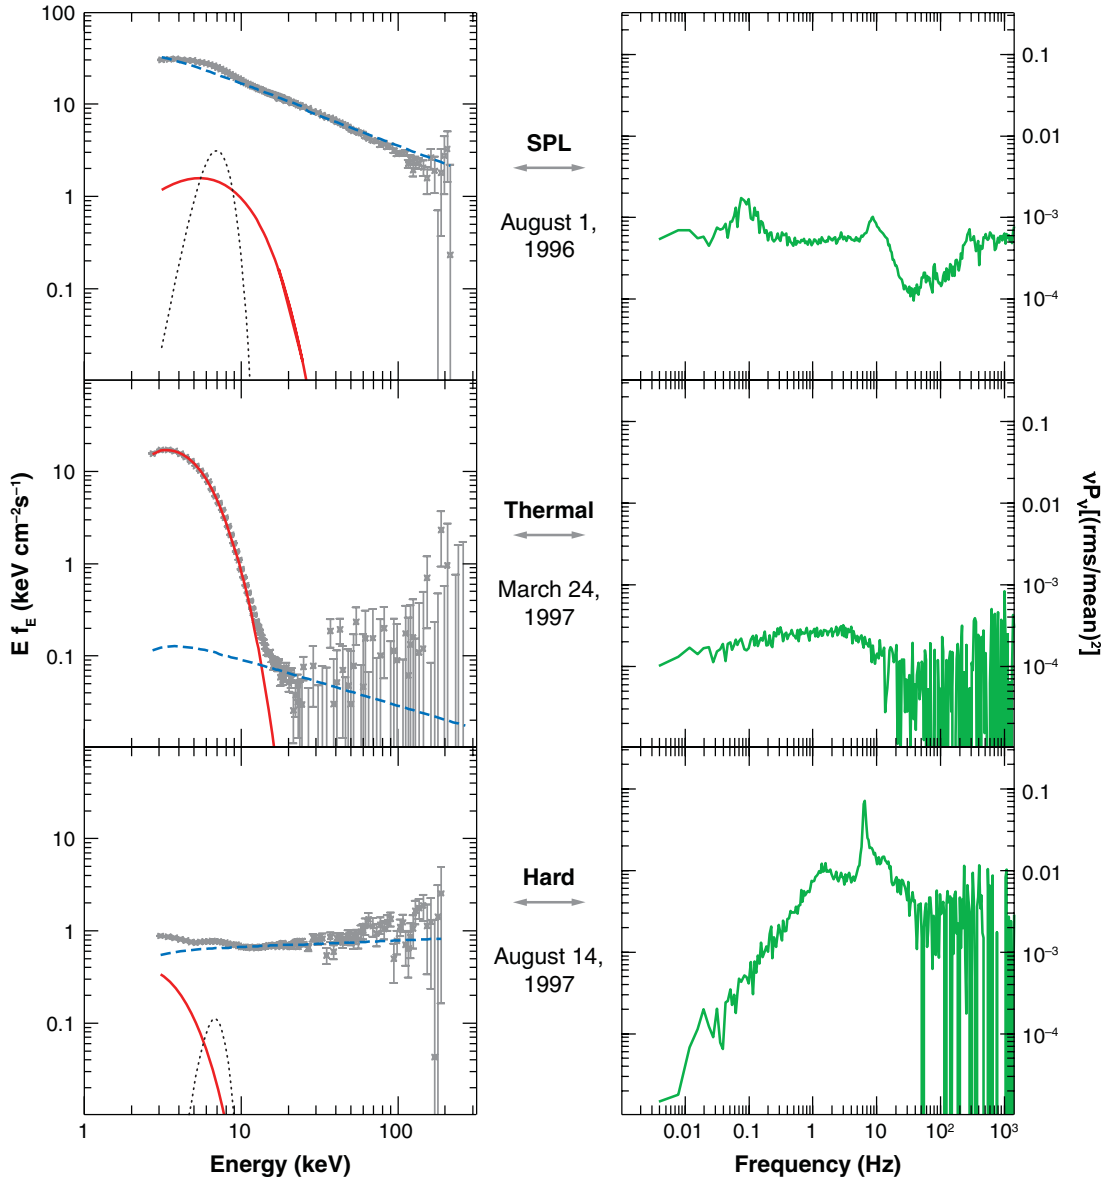 100
10
1
0.1
SPL
August 1,
1996
0.1
0.01
10⁻³
10⁻⁴
E f_E (keV cm⁻²s⁻¹)
10
1
0.1
Thermal
March 24,
1997
0.1
0.01
10⁻³
10⁻⁴
νP_ν[(rms/mean)²]
10
1
0.1
Hard
August 14,
1997
0.1
0.01
10⁻³
10⁻⁴
1 10 100
Energy (keV)
0.01 0.1 1 10 10² 10³
Frequency (Hz)